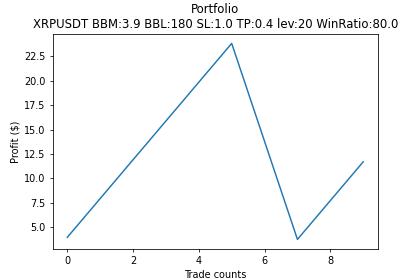 Portfolio
XRPUSDT BBM:3.9 BBL:180 SL:1.0 TP:0.4 lev:20 WinRatio:80.0
22.5
20.0
17.5
15.0
12.5
10.0
7.5
5.0
Profit ($)
0 2 4 6 8
Trade counts